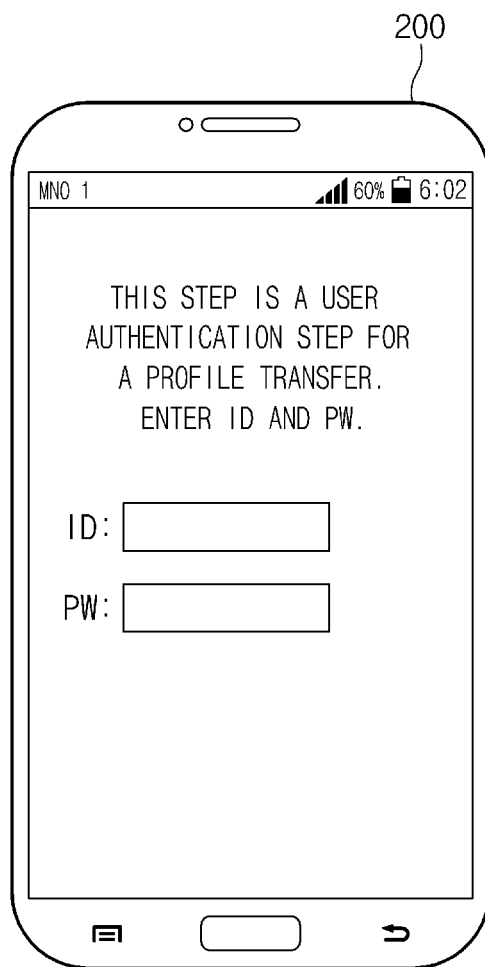 200
MNO 1 60% 6:02
THIS STEP IS A USER
AUTHENTICATION STEP FOR
A PROFILE TRANSFER.
ENTER ID AND PW.
ID:
PW: